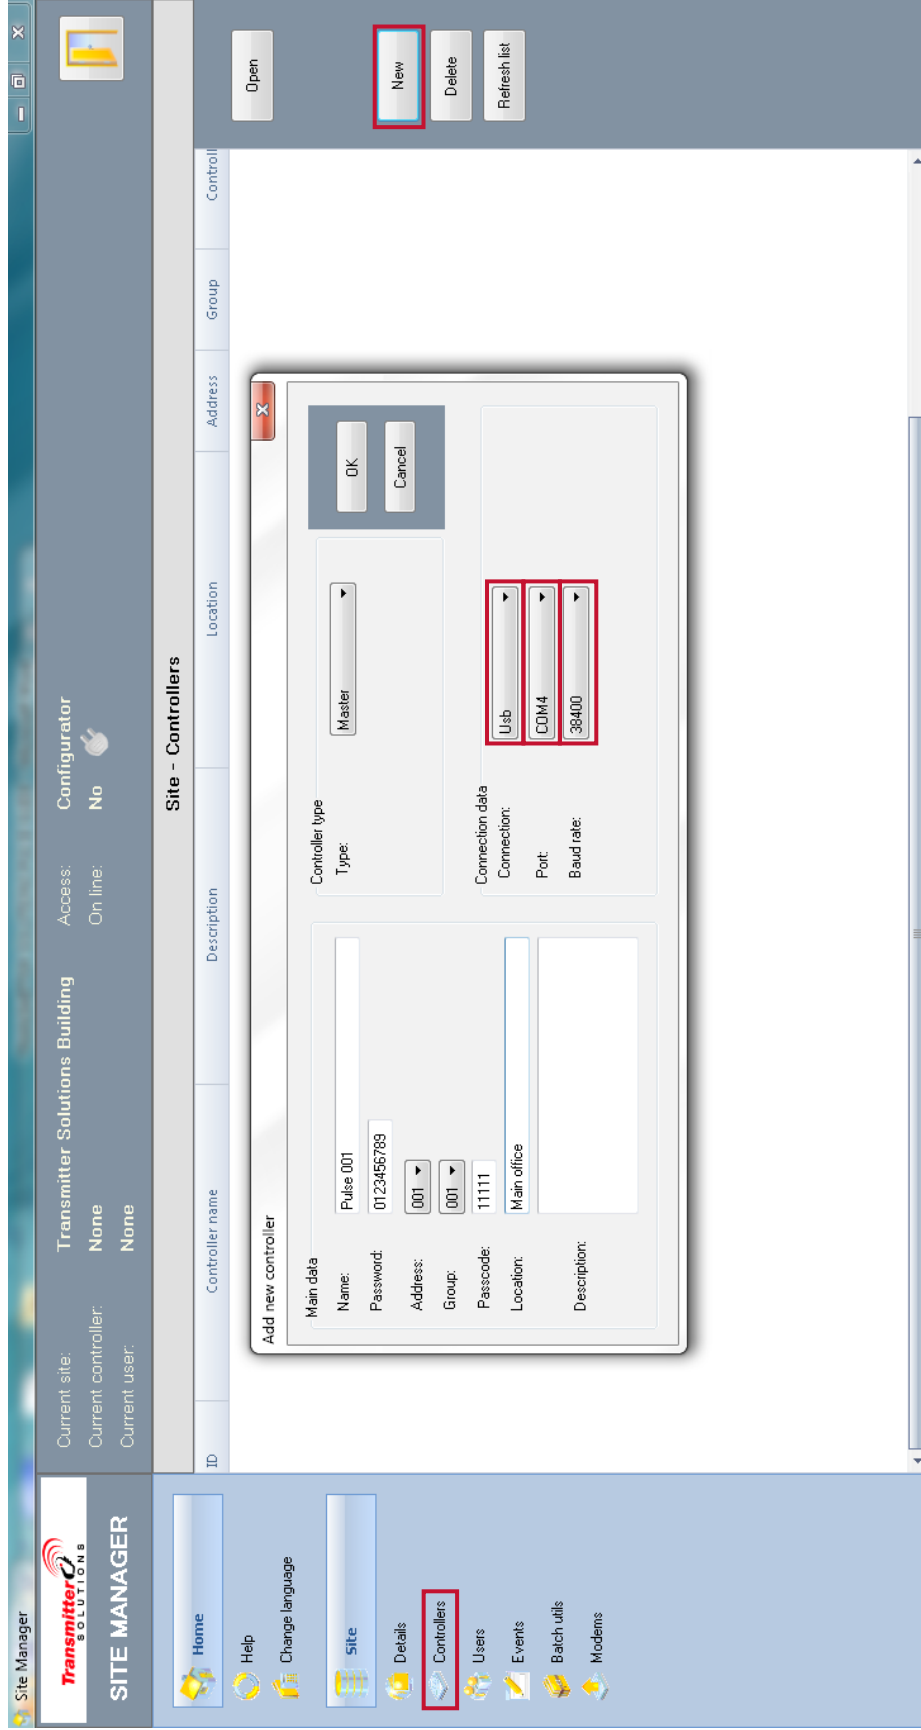 Site Manager
Transmitter
SOLUTIONS
SITE MANAGER
Current site: Transmitter Solutions Building Access: Configurator
Current controller: None On line: No
Current user: None
Home
Help
Change language
Site
Details
Controllers
Users
Events
Batch utils
Modems
Site - Controllers
ID Controller name Description Location Address Group Controll
Add new controller
Main data
Name: Pulse 001
Password: 0123456789
Address: 001
Group: 001
Passcode: 11111
Location: Main office
Description:
Controller type
Type: Master
Connection data
Connection: Usb
Port: COM4
Baud rate: 38400
OK
Cancel
Open
New
Delete
Refresh list